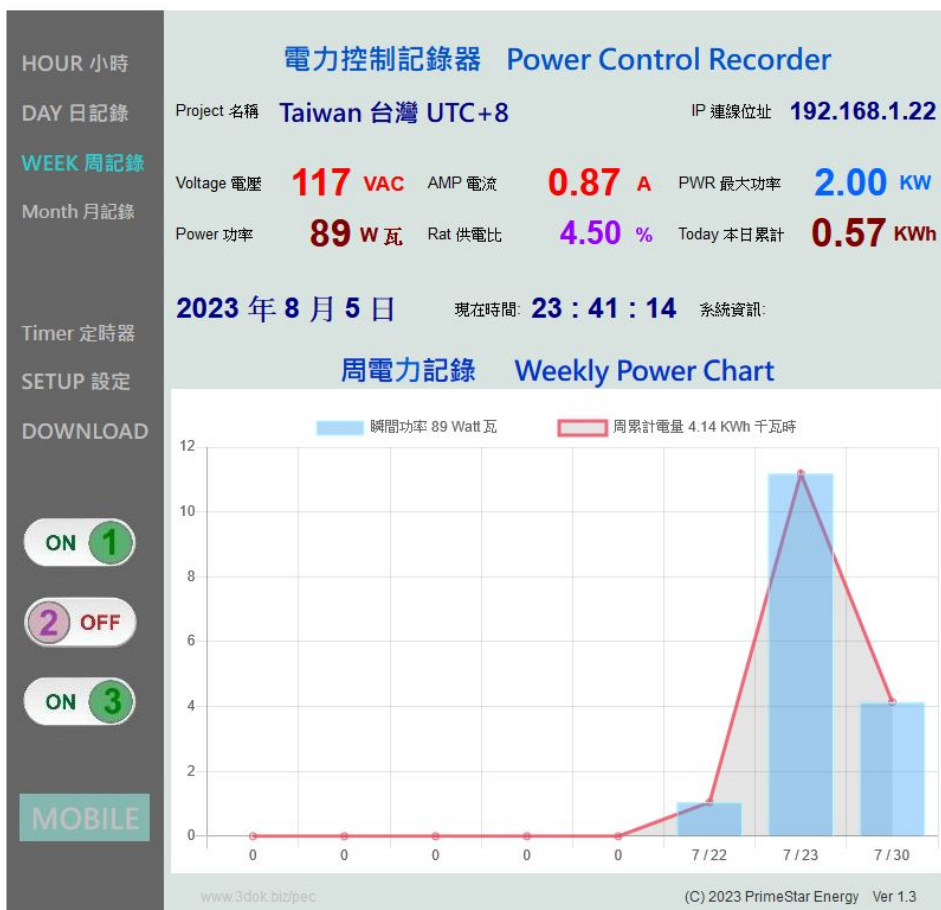 HOUR 小時
DAY 日記錄
WEEK 周記錄
Month 月記錄
Timer 定時器
SETUP 設定
DOWNLOAD
ON 1
2 OFF
ON 3
MOBILE
電力控制記錄器 Power Control Recorder
Project 名稱 Taiwan 台灣 UTC+8 IP 連線位址 192.168.1.22
Voltage 電壓 117 VAC AMP 電流 0.87 A PWR 最大功率 2.00 KW
Power 功率 89 W 瓦 Rat 供電比 4.50 % Today 本日累計 0.57 KWh
2023 年 8 月 5 日 現在時間: 23 : 41 : 14 系統資訊:
周電力記錄 Weekly Power Chart
瞬間功率 89 Watt 瓦 周累計電量 4.14 KWh 千瓦時
12
10
8
6
4
2
0
0 0 0 0 0 7 / 22 7 / 23 7 / 30
www.3dok.biz/pec (C) 2023 PrimeStar Energy Ver 1.3